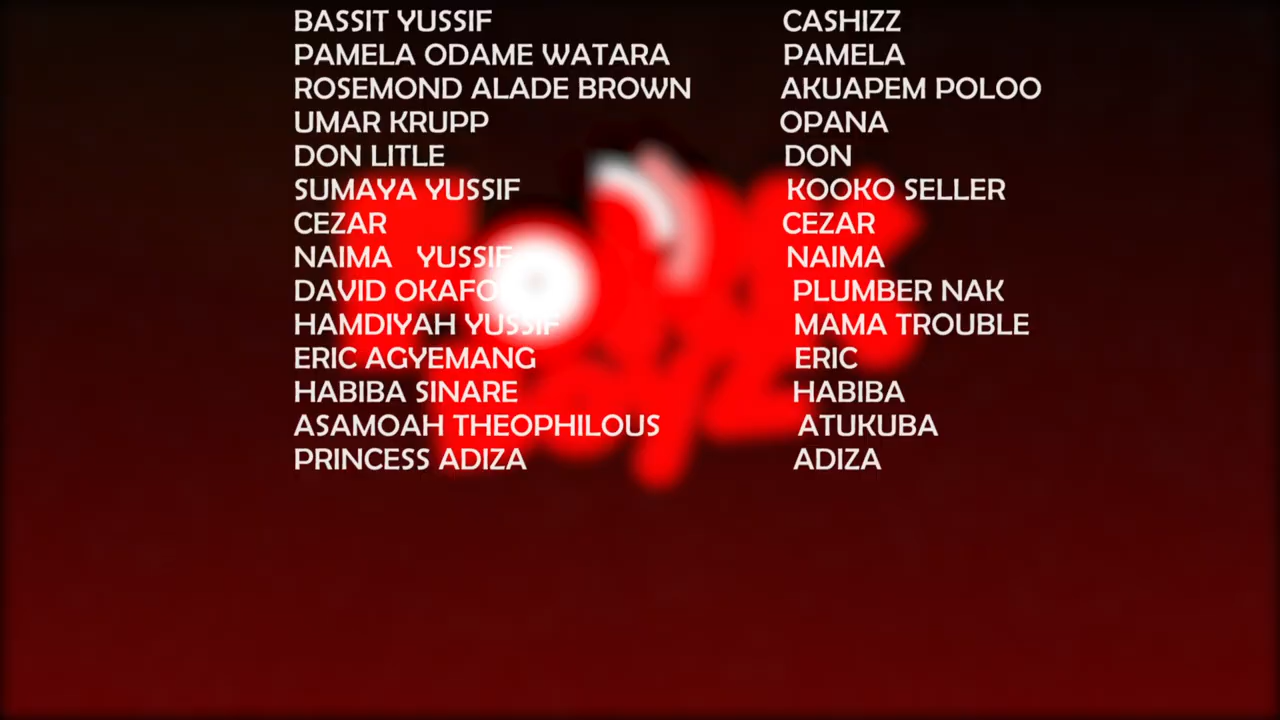 BASSIT YUSSIF CASHIZZ
PAMELA ODAME WATARA PAMELA
ROSEMOND ALADE BROWN AKUAPEM POLOO
UMAR KRUPP OPANA
DON LITLE DON
SUMAYA YUSSIF KOOKO SELLER
CEZAR CEZAR
NAIMA YUSSIF NAIMA
DAVID OKAFO PLUMBER NAK
HAMDIYAH YUSSIF MAMA TROUBLE
ERIC AGYEMANG ERIC
HABIBA SINARE HABIBA
ASAMOAH THEOPHILOUS ATUKUBA
PRINCESS ADIZA ADIZA